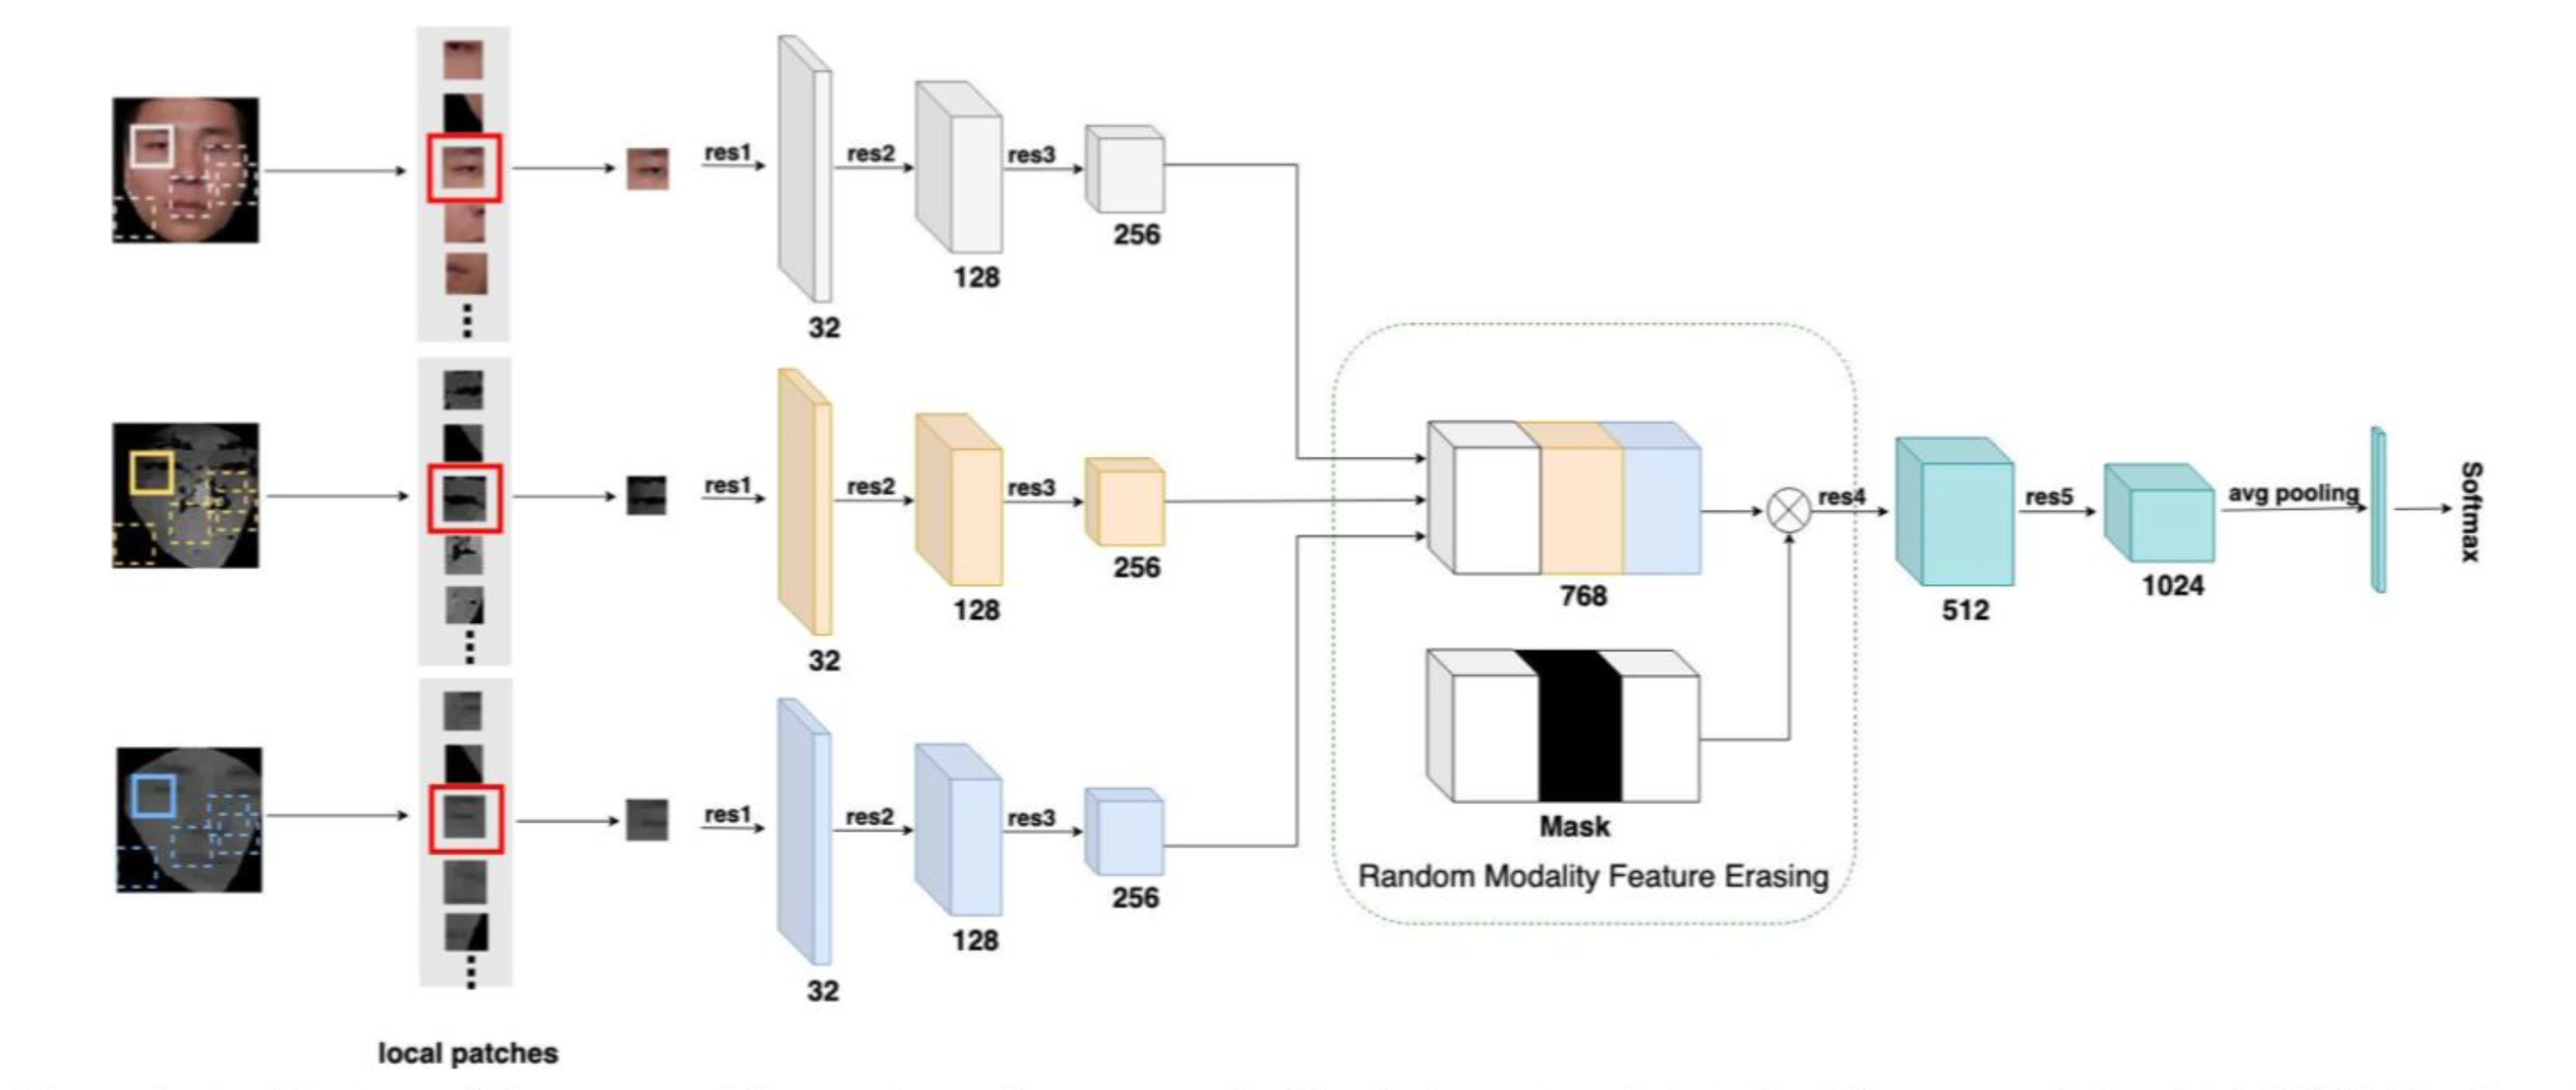 res1
res2
res3
32
128
256
res1
res2
res3
32
128
256
res1
res2
res3
32
128
256
768
Mask
Random Modality Feature Erasing
res4
512
res5
1024
avg pooling
Softmax
local patches